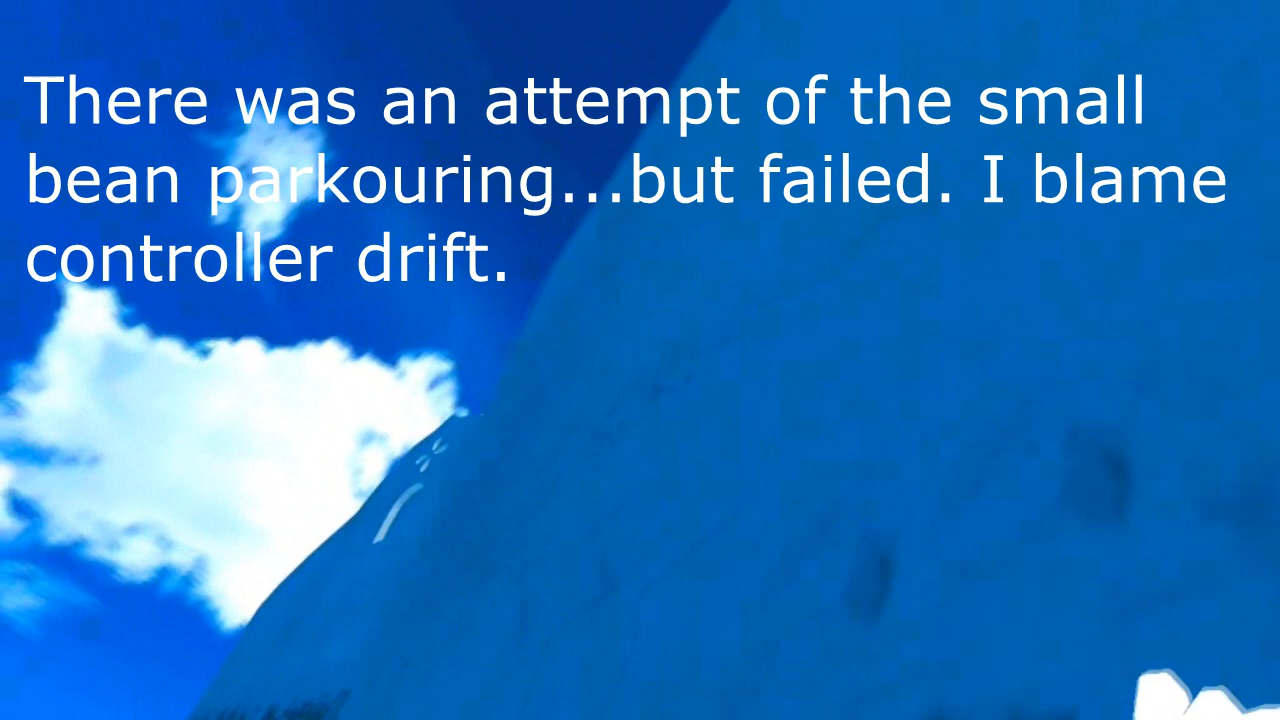 There was an attempt of the small
bean parkouring...but failed. I blame
controller drift.